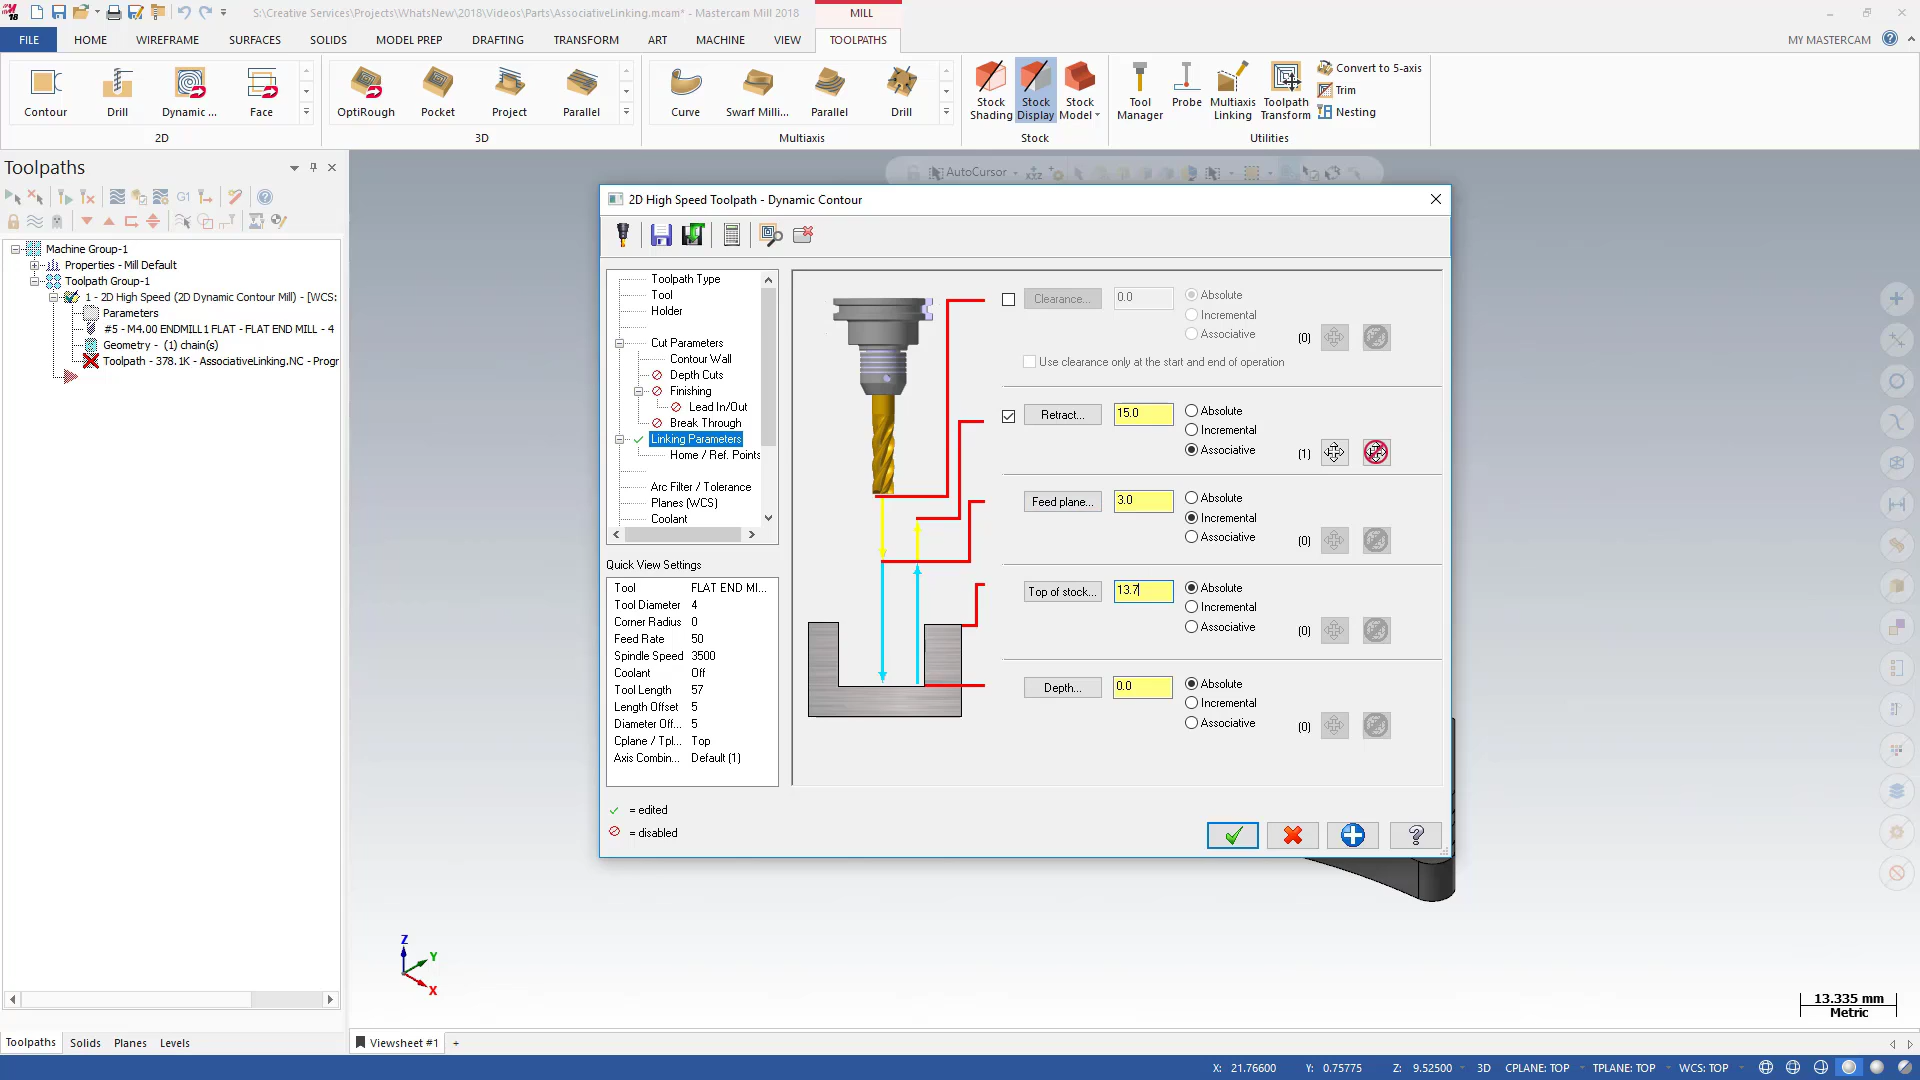 S:\Creative Services\Projects\WhatsNew\2018\Videos\Parts\AssociativeLinking.mcam* - Mastercam Mill 2018
MILL
FILE HOME WIREFRAME SURFACES SOLIDS MODEL PREP DRAFTING TRANSFORM ART MACHINE VIEW TOOLPATHS MY MASTERCAM
Contour Drill Dynamic ... Face OptiRough Pocket Project Parallel Curve Swarf Milli... Parallel Drill
Stock Shading Stock Display Stock Model Tool Manager Probe Multiaxis Linking Toolpath Transform
Convert to 5-axis
Trim
Nesting
2D 3D Multiaxis Stock Utilities
Toolpaths
AutoCursor
G1
Machine Group-1
Properties - Mill Default
Toolpath Group-1
1 - 2D High Speed (2D Dynamic Contour Mill) - [WCS:
Parameters
#5 - M4.00 ENDMILL1 FLAT - FLAT END MILL - 4
Geometry - (1) chain(s)
Toolpath - 378.1K - AssociativeLinking.NC - Progr
2D High Speed Toolpath - Dynamic Contour
Toolpath Type
Tool
Holder
Cut Parameters
Contour Wall
Depth Cuts
Finishing
Lead In/Out
Break Through
Linking Parameters
Home / Ref. Points
Arc Filter / Tolerance
Planes (WCS)
Coolant
Quick View Settings
Tool FLAT END MI...
Tool Diameter 4
Corner Radius 0
Feed Rate 50
Spindle Speed 3500
Coolant Off
Tool Length 57
Length Offset 5
Diameter Off... 5
Cplane / Tpl... Top
Axis Combin... Default (1)
= edited
= disabled
Clearance... 0.0 Absolute
Incremental
Associative (0)
Use clearance only at the start and end of operation
Retract... 15.0 Absolute
Incremental
Associative (1)
Feed plane... 3.0 Absolute
Incremental
Associative (0)
Top of stock... 13.7 Absolute
Incremental
Associative (0)
Depth... 0.0 Absolute
Incremental
Associative (0)
Z
Y
X
13.335 mm
Metric
Toolpaths Solids Planes Levels
Viewsheet #1 +
X: 21.76600 Y: 0.75775 Z: 9.52500 3D CPLANE: TOP TPLANE: TOP WCS: TOP